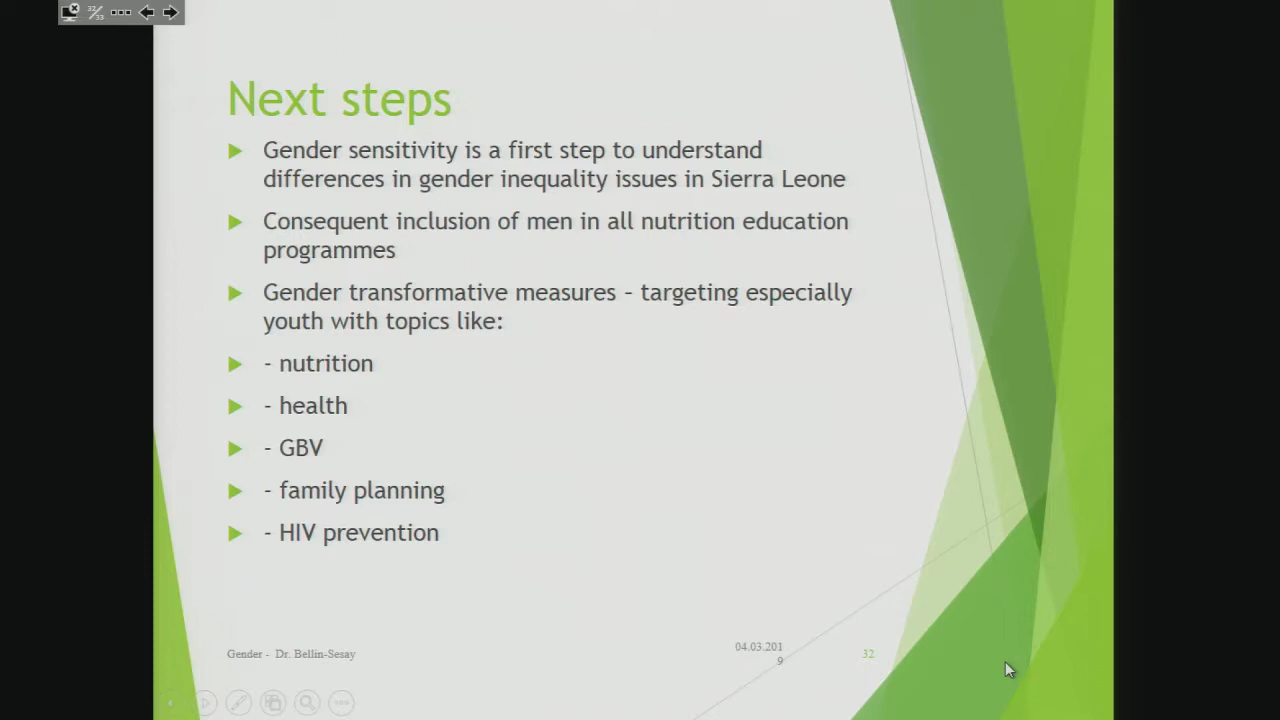 32/33
Next steps
Gender sensitivity is a first step to understand
differences in gender inequality issues in Sierra Leone
Consequent inclusion of men in all nutrition education
programmes
Gender transformative measures – targeting especially
youth with topics like:
- nutrition
- health
- GBV
- family planning
- HIV prevention
Gender - Dr. Bellin-Sesay
04.03.201
9
32